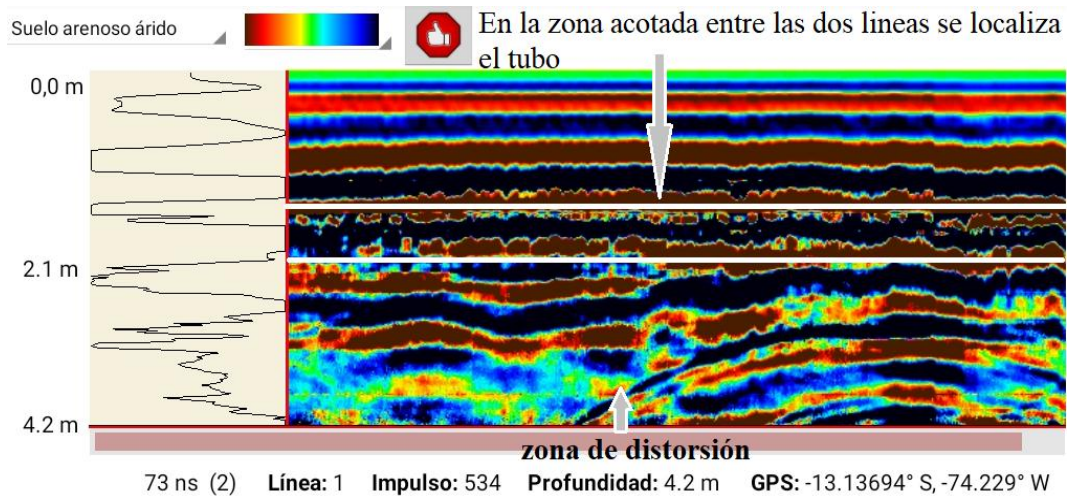 Suelo arenoso árido
En la zona acotada entre las dos lineas se localiza
el tubo
0,0 m
2.1 m
4.2 m
zona de distorsión
73 ns (2) Línea: 1 Impulso: 534 Profundidad: 4.2 m GPS: -13.13694° S, -74.229° W